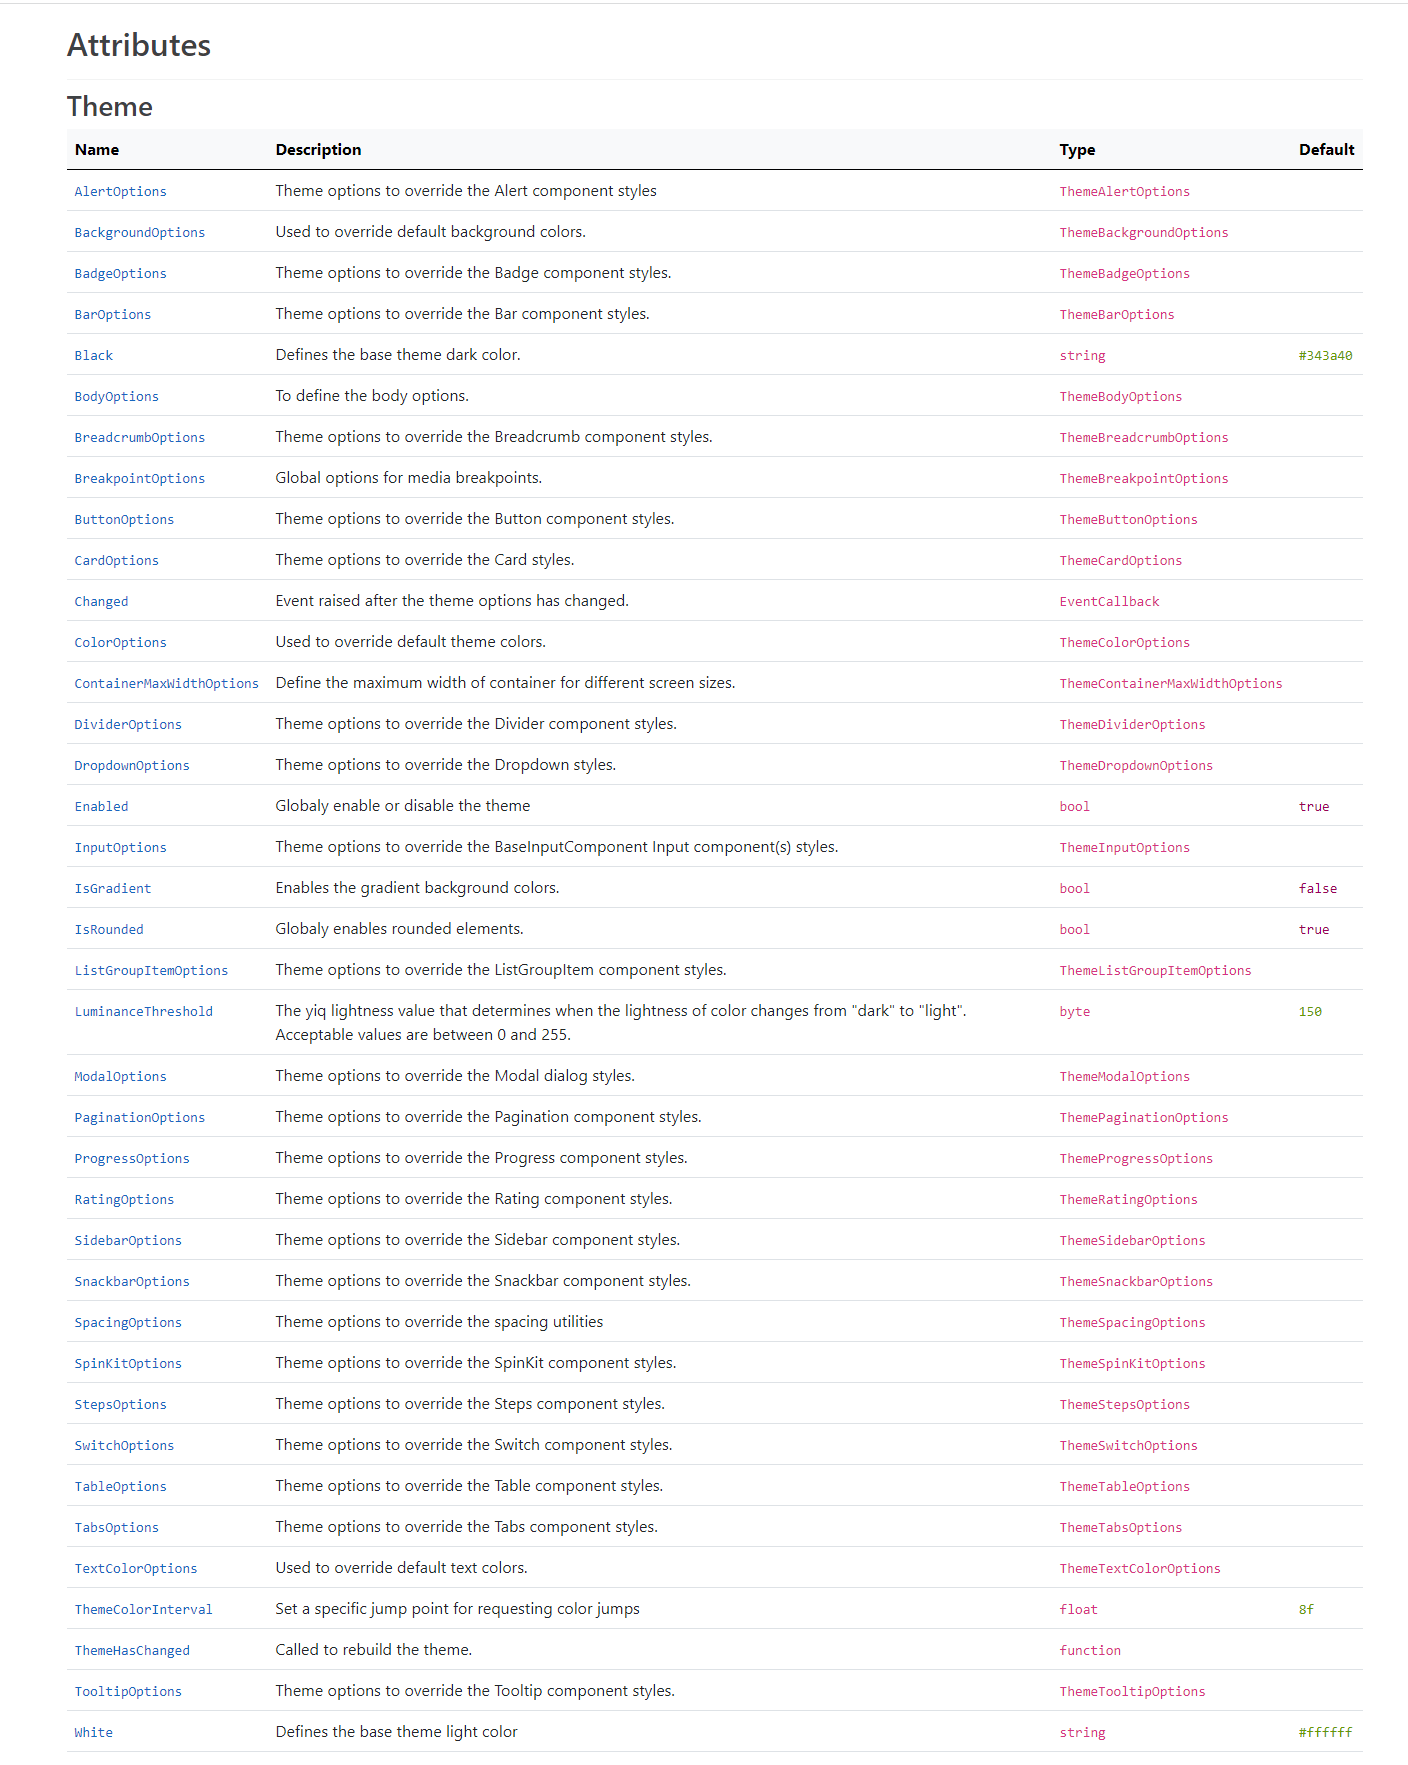 Attributes
Theme
Name Description Type Default
AlertOptions Theme options to override the Alert component styles ThemeAlertOptions
BackgroundOptions Used to override default background colors. ThemeBackgroundOptions
BadgeOptions Theme options to override the Badge component styles. ThemeBadgeOptions
BarOptions Theme options to override the Bar component styles. ThemeBarOptions
Black Defines the base theme dark color. string #343a40
BodyOptions To define the body options. ThemeBodyOptions
BreadcrumbOptions Theme options to override the Breadcrumb component styles. ThemeBreadcrumbOptions
BreakpointOptions Global options for media breakpoints. ThemeBreakpointOptions
ButtonOptions Theme options to override the Button component styles. ThemeButtonOptions
CardOptions Theme options to override the Card styles. ThemeCardOptions
Changed Event raised after the theme options has changed. EventCallback
ColorOptions Used to override default theme colors. ThemeColorOptions
ContainerMaxWidthOptions Define the maximum width of container for different screen sizes. ThemeContainerMaxWidthOptions
DividerOptions Theme options to override the Divider component styles. ThemeDividerOptions
DropdownOptions Theme options to override the Dropdown styles. ThemeDropdownOptions
Enabled Globaly enable or disable the theme bool true
InputOptions Theme options to override the BaseInputComponent Input component(s) styles. ThemeInputOptions
IsGradient Enables the gradient background colors. bool false
IsRounded Globaly enables rounded elements. bool true
ListGroupItemOptions Theme options to override the ListGroupItem component styles. ThemeListGroupItemOptions
LuminanceThreshold The yiq lightness value that determines when the lightness of color changes from "dark" to "light". byte 150
Acceptable values are between 0 and 255.
ModalOptions Theme options to override the Modal dialog styles. ThemeModalOptions
PaginationOptions Theme options to override the Pagination component styles. ThemePaginationOptions
ProgressOptions Theme options to override the Progress component styles. ThemeProgressOptions
RatingOptions Theme options to override the Rating component styles. ThemeRatingOptions
SidebarOptions Theme options to override the Sidebar component styles. ThemeSidebarOptions
SnackbarOptions Theme options to override the Snackbar component styles. ThemeSnackbarOptions
SpacingOptions Theme options to override the spacing utilities ThemeSpacingOptions
SpinKitOptions Theme options to override the SpinKit component styles. ThemeSpinKitOptions
StepsOptions Theme options to override the Steps component styles. ThemeStepsOptions
SwitchOptions Theme options to override the Switch component styles. ThemeSwitchOptions
TableOptions Theme options to override the Table component styles. ThemeTableOptions
TabsOptions Theme options to override the Tabs component styles. ThemeTabsOptions
TextColorOptions Used to override default text colors. ThemeTextColorOptions
ThemeColorInterval Set a specific jump point for requesting color jumps float 8f
ThemeHasChanged Called to rebuild the theme. function
TooltipOptions Theme options to override the Tooltip component styles. ThemeTooltipOptions
White Defines the base theme light color string #ffffff